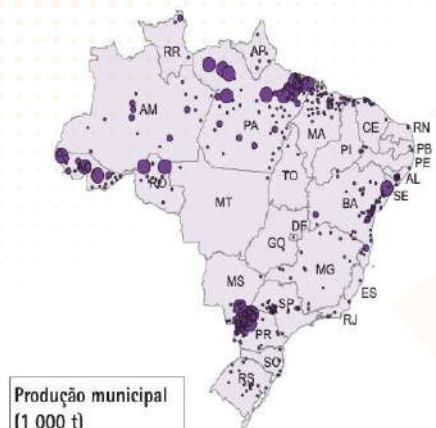 RR
AP
AM
PA
MA
CE
RN
PB
PE
AL
SE
PI
TO
BA
RO
MT
DF
GO
MG
ES
MS
SP
RJ
PR
SC
RS
Produção municipal
(1 000 t)